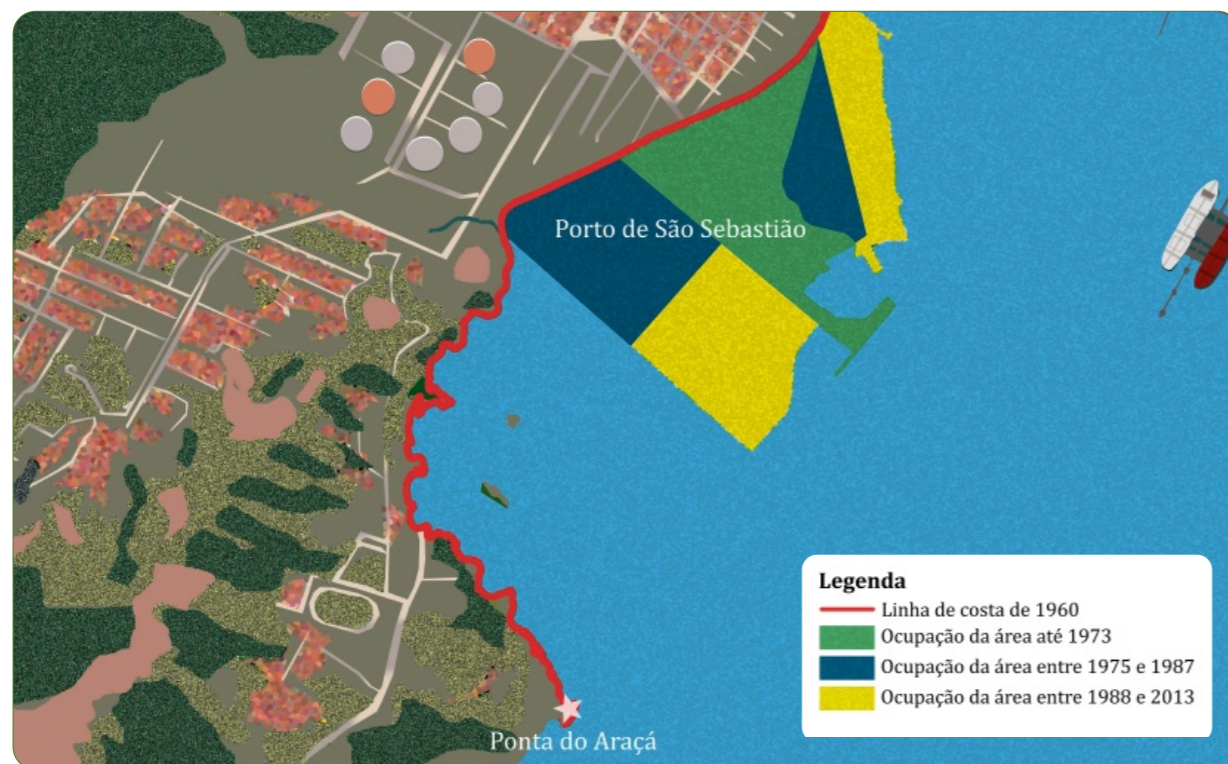 Porto de São Sebastião
Legenda
Linha de costa de 1960
Ocupação da área até 1973
Ocupação da área entre 1975 e 1987
Ocupação da área entre 1988 e 2013
Ponta do Araçá